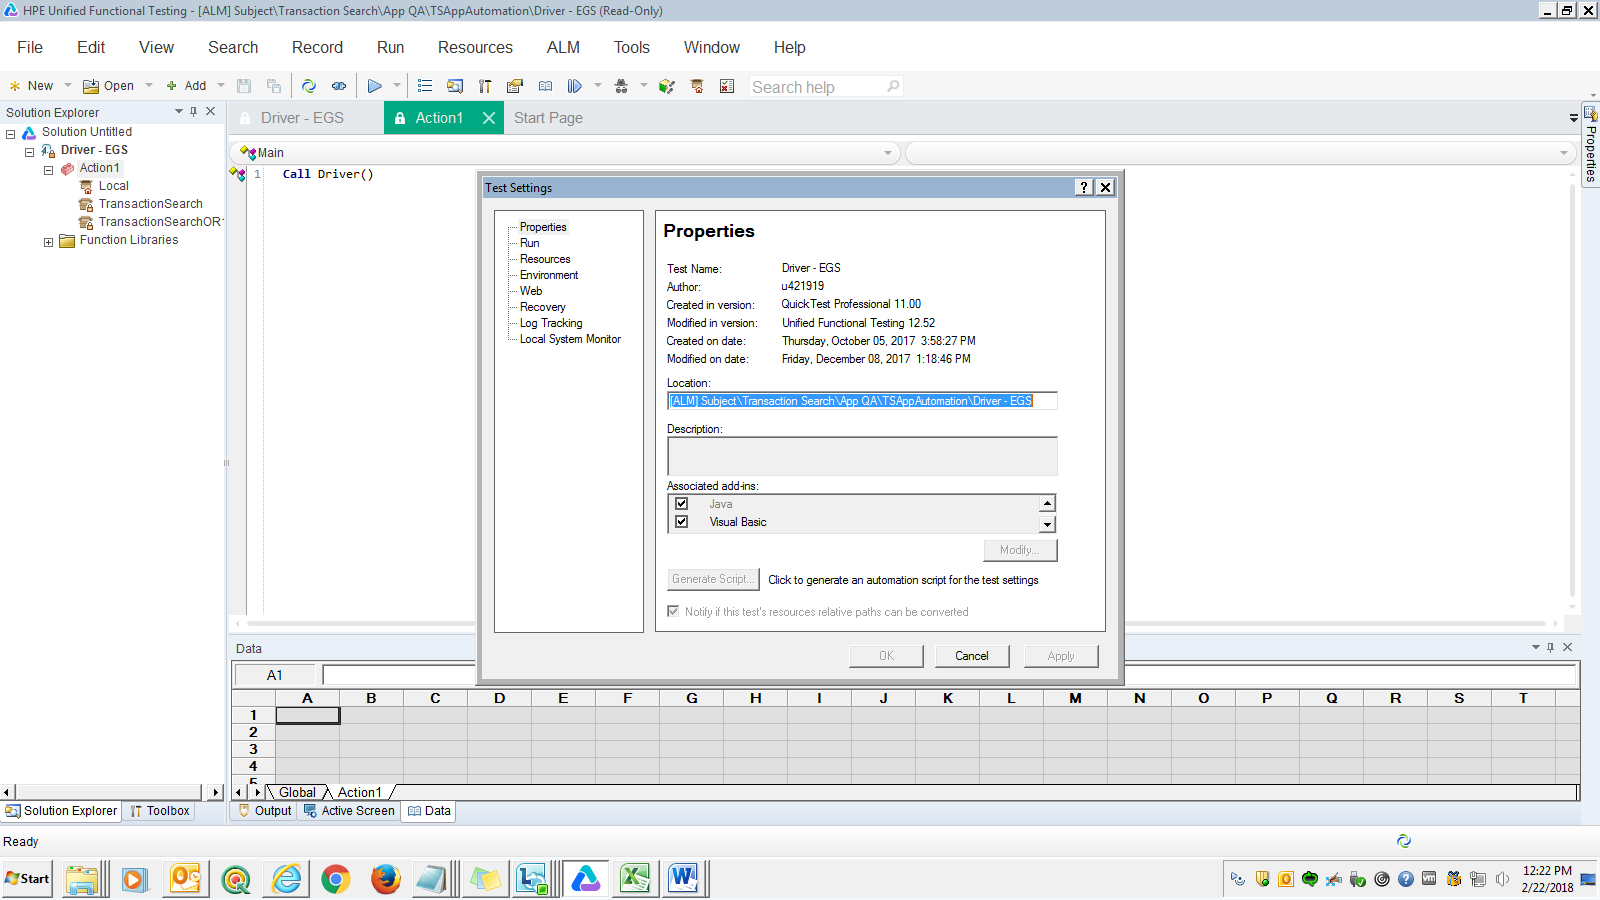 HPE Unified Functional Testing - [ALM] Subject\Transaction Search\App QA\TSAppAutomation\Driver - EGS (Read-Only)
File Edit View Search Record Run Resources ALM Tools Window Help
New Open Add Search help
Solution Explorer
Solution Untitled
Driver - EGS
Action1
Local
TransactionSearch
TransactionSearchOR
Function Libraries
Driver - EGS Action1 Start Page
Main
1 Call Driver()
Properties
Test Settings
Properties
Run
Resources
Environment
Web
Recovery
Log Tracking
Local System Monitor
Properties
Test Name: Driver - EGS
Author: u421919
Created in version: QuickTest Professional 11.00
Modified in version: Unified Functional Testing 12.52
Created on date: Thursday, October 05, 2017 3:58:27 PM
Modified on date: Friday, December 08, 2017 1:18:46 PM
Location:
[ALM] Subject\Transaction Search\App QA\TSAppAutomation\Driver - EGS
Description:
Associated add-ins:
Java
Visual Basic
Modify...
Generate Script... Click to generate an automation script for the test settings
Notify if this test's resources relative paths can be converted
OK Cancel Apply
Data
A1
A B C D E F G H I J K L M N O P Q R S T
1
2
3
4
5
Global Action1
Solution Explorer Toolbox Output Active Screen Data
Ready
Start
12:22 PM
2/22/2018